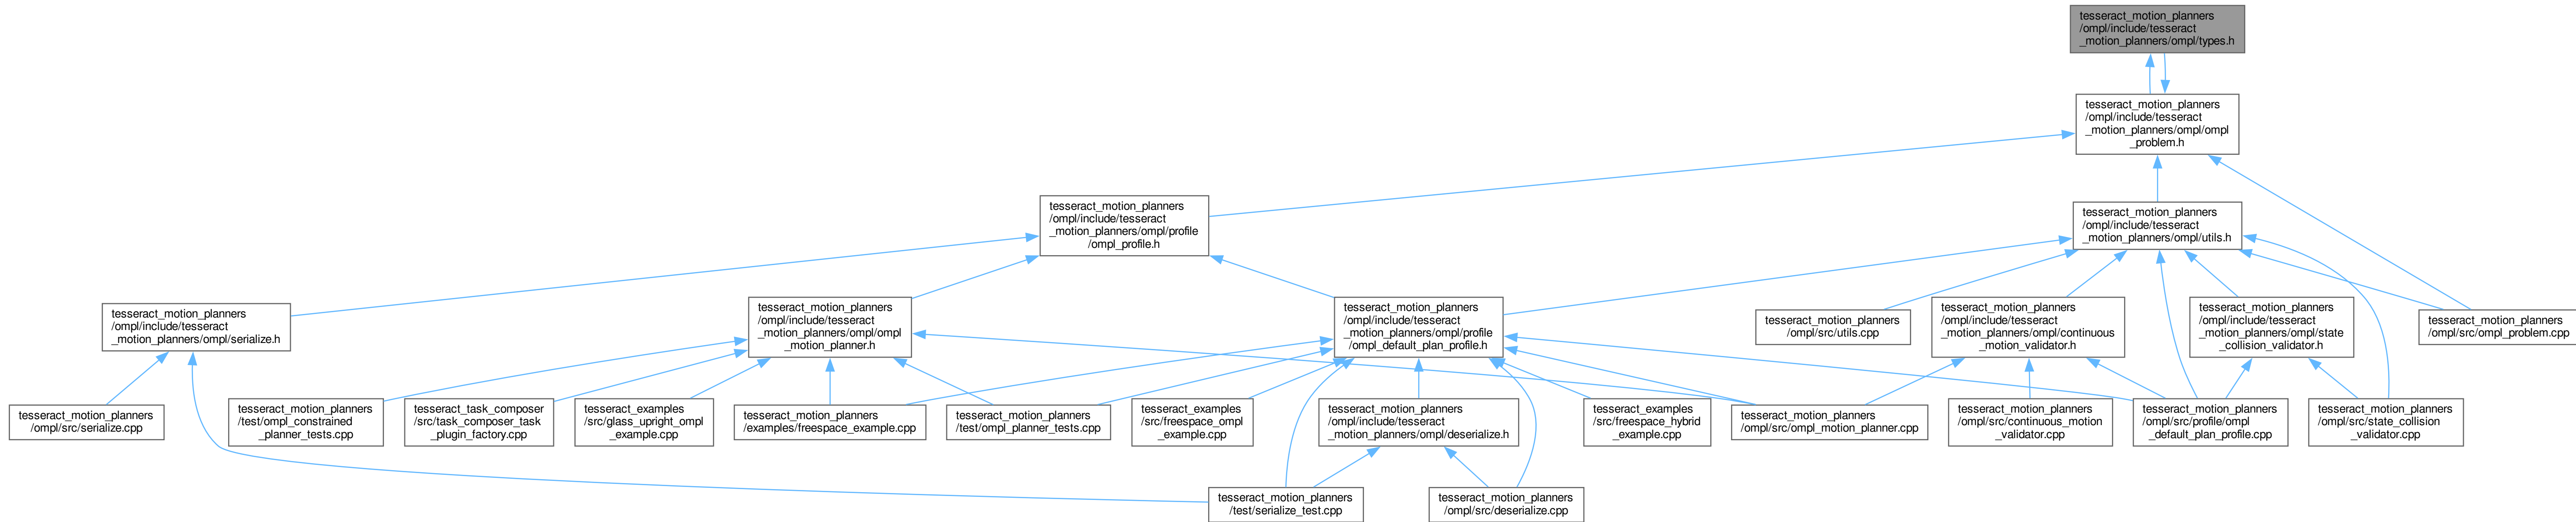 tesseract_motion_planners
/ompl/include/tesseract
_motion_planners/ompl/types.h
tesseract_motion_planners
/ompl/include/tesseract
_motion_planners/ompl/ompl
_problem.h
tesseract_motion_planners
/ompl/include/tesseract
_motion_planners/ompl/profile
/ompl_profile.h
tesseract_motion_planners
/ompl/include/tesseract
_motion_planners/ompl/utils.h
tesseract_motion_planners
/ompl/include/tesseract
_motion_planners/ompl/serialize.h
tesseract_motion_planners
/ompl/include/tesseract
_motion_planners/ompl/ompl
_motion_planner.h
tesseract_motion_planners
/ompl/include/tesseract
_motion_planners/ompl/profile
/ompl_default_plan_profile.h
tesseract_motion_planners
/ompl/src/utils.cpp
tesseract_motion_planners
/ompl/include/tesseract
_motion_planners/ompl/continuous
_motion_validator.h
tesseract_motion_planners
/ompl/include/tesseract
_motion_planners/ompl/state
_collision_validator.h
tesseract_motion_planners
/ompl/src/ompl_problem.cpp
tesseract_motion_planners
/ompl/src/serialize.cpp
tesseract_motion_planners
/test/ompl_constrained
_planner_tests.cpp
tesseract_task_composer
/src/task_composer_task
_plugin_factory.cpp
tesseract_examples
/src/glass_upright_ompl
_example.cpp
tesseract_motion_planners
/examples/freespace_example.cpp
tesseract_motion_planners
/test/ompl_planner_tests.cpp
tesseract_examples
/src/freespace_ompl
_example.cpp
tesseract_motion_planners
/ompl/include/tesseract
_motion_planners/ompl/deserialize.h
tesseract_examples
/src/freespace_hybrid
_example.cpp
tesseract_motion_planners
/ompl/src/ompl_motion_planner.cpp
tesseract_motion_planners
/ompl/src/continuous_motion
_validator.cpp
tesseract_motion_planners
/ompl/src/profile/ompl
_default_plan_profile.cpp
tesseract_motion_planners
/ompl/src/state_collision
_validator.cpp
tesseract_motion_planners
/test/serialize_test.cpp
tesseract_motion_planners
/ompl/src/deserialize.cpp